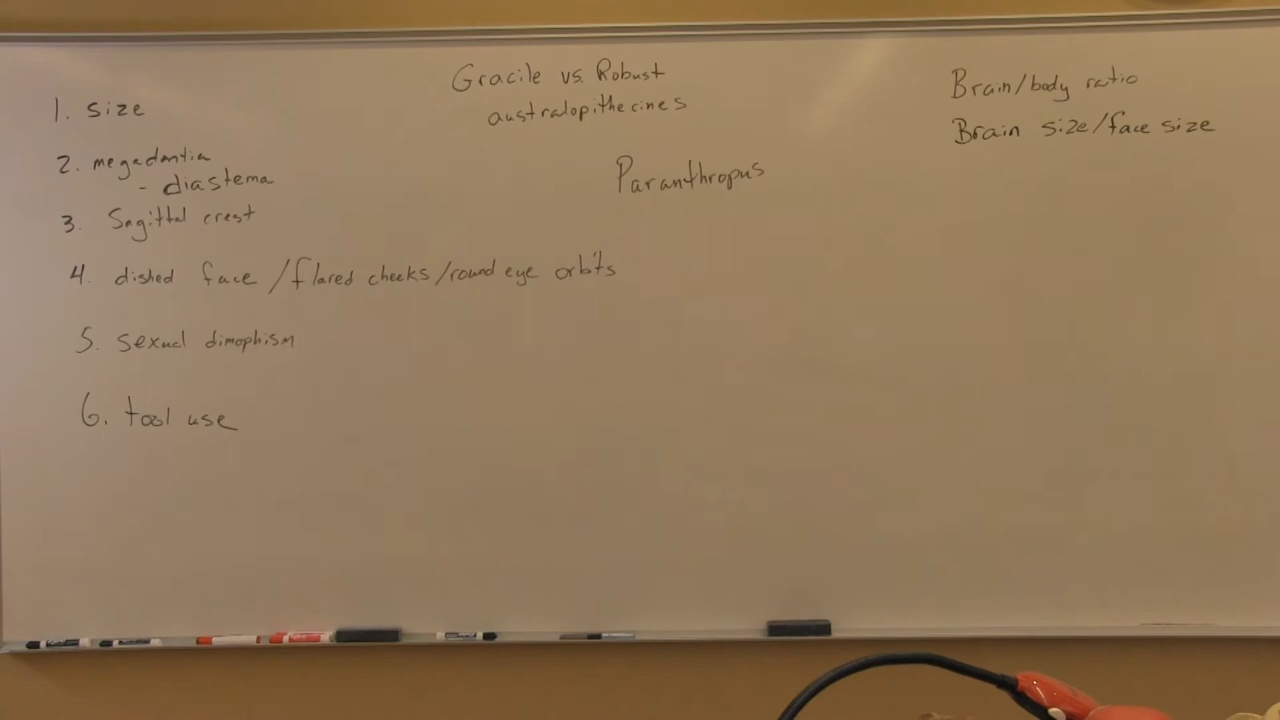 Gracile vs. Robust
australopithecines
Paranthropus
1. size
2. megadontia
- diastema
3. Sagittal crest
4. dished face / flared cheeks / round eye orbits
5. sexual dimophism
6. tool use
Brain/body ratio
Brain size/face size